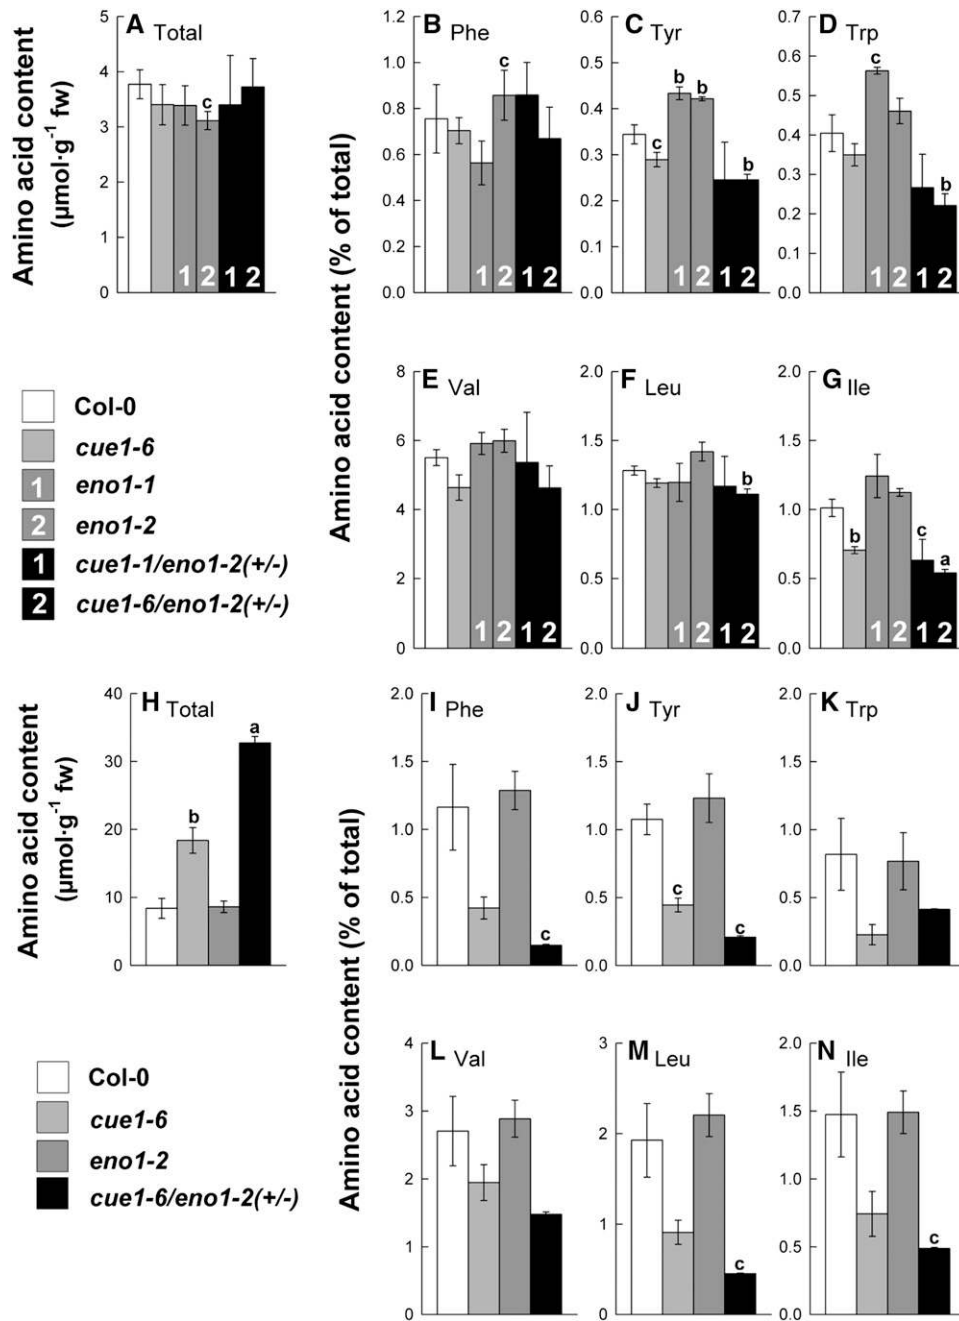 Amino acid content
(µmol·g⁻¹ fw)
A Total
5
4
3
2
1
0
c
1 2 1 2
Amino acid content (% of total)
B Phe
1.2
1.0
0.8
0.6
0.4
0.2
0.0
c
1 2 1 2
C Tyr
0.6
0.5
0.4
0.3
0.2
0.1
0.0
c b b b
1 2 1 2
D Trp
0.7
0.6
0.5
0.4
0.3
0.2
0.1
0.0
c b
1 2 1 2
Col-0
cue1-6
1 eno1-1
2 eno1-2
1 cue1-1/eno1-2(+/-)
2 cue1-6/eno1-2(+/-)
E Val
8
6
4
2
0
1 2 1 2
F Leu
2.0
1.5
1.0
0.5
0.0
b
1 2 1 2
G Ile
2.0
1.5
1.0
0.5
0.0
b c a
1 2 1 2
Amino acid content
(µmol·g⁻¹ fw)
H Total
40
30
20
10
0
b a
Amino acid content (% of total)
I Phe
2.0
1.5
1.0
0.5
0.0
c
J Tyr
2.0
1.5
1.0
0.5
0.0
c c
K Trp
2.0
1.5
1.0
0.5
0.0
Col-0
cue1-6
eno1-2
cue1-6/eno1-2(+/-)
L Val
4
3
2
1
0
M Leu
3
2
1
0
c
N Ile
2.0
1.5
1.0
0.5
0.0
c